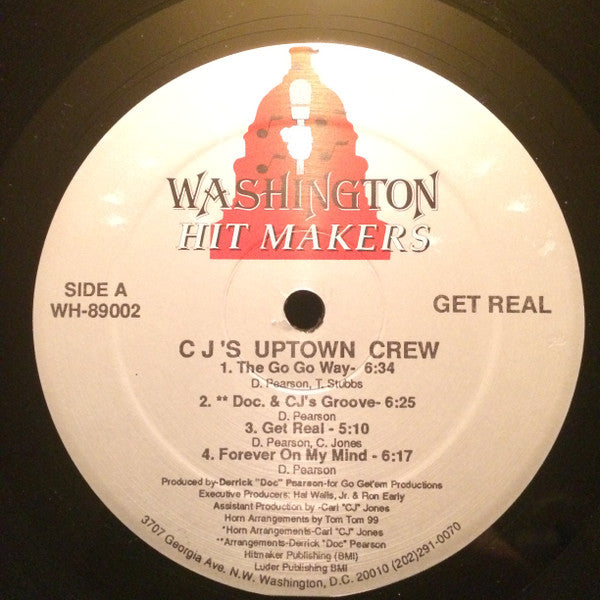 WASHINGTON
HIT MAKERS
SIDE A
WH-89002
GET REAL
C J'S UPTOWN CREW
1. The Go Go Way- 6:34
D. Pearson, T. Stubbs
2. ** Doc. & CJ's Groove- 6:25
D. Pearson
3. Get Real - 5:10
D. Pearson, C. Jones
4. Forever On My Mind - 6:17
D. Pearson
Produced by-Derrick "Doc" Pearson-for Go Get'em Productions
Executive Producers: Hal Wells, Jr. & Ron Early
Assistant Production by -Carl "CJ" Jones
Horn Arrangements by Tom Tom 99
*Horn Arrangements-Carl "CJ" Jones
**Arrangements-Derrick "Doc" Pearson
Hitmaker Publishing (BMI)
Luder Publishing BMI
3707 Georgia Ave. N.W. Washington, D.C. 20010 (202)291-0070